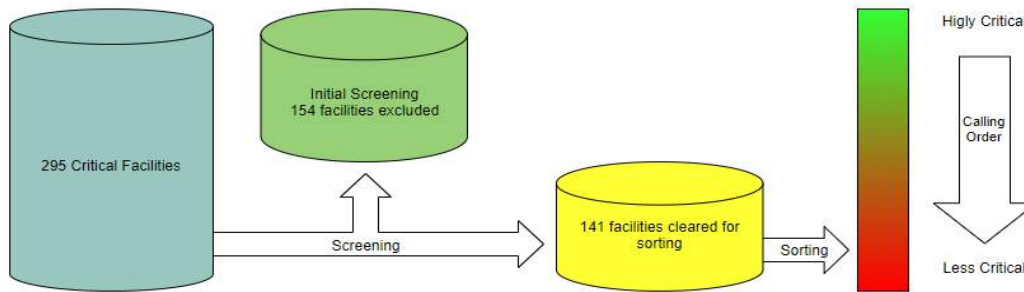 295 Critical Facilities
Initial Screening
154 facilities excluded
Screening
141 facilities cleared for
sorting
Sorting
Higly Critical
Calling
Order
Less Critical